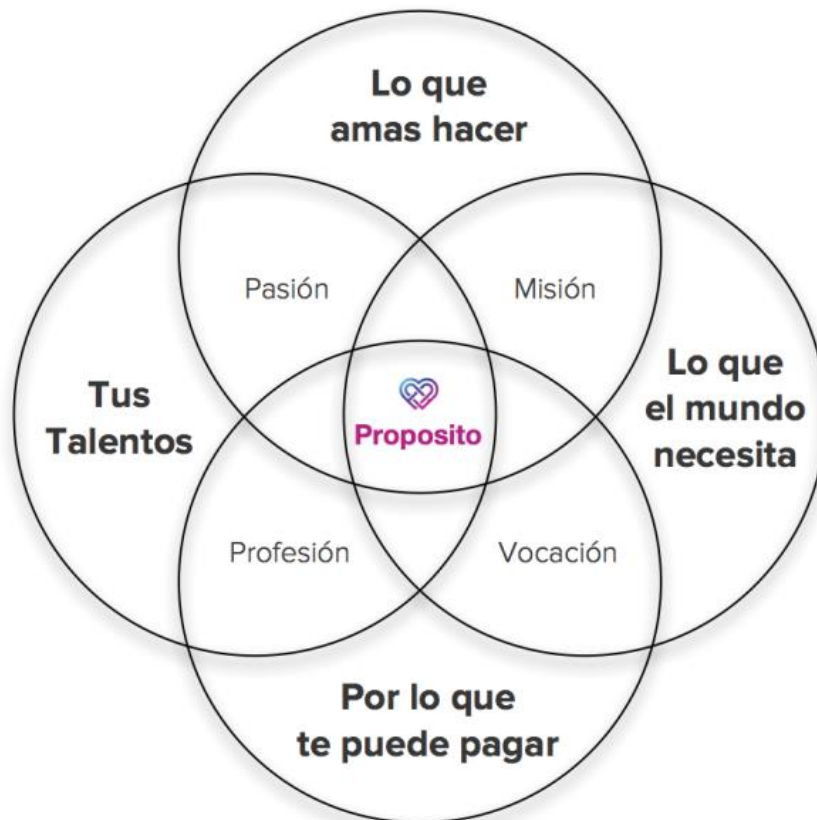 Lo que
amas hacer
Pasión
Misión
Tus
Talentos
Proposito
Lo que
el mundo
necesita
Profesión
Vocación
Por lo que
te puede pagar